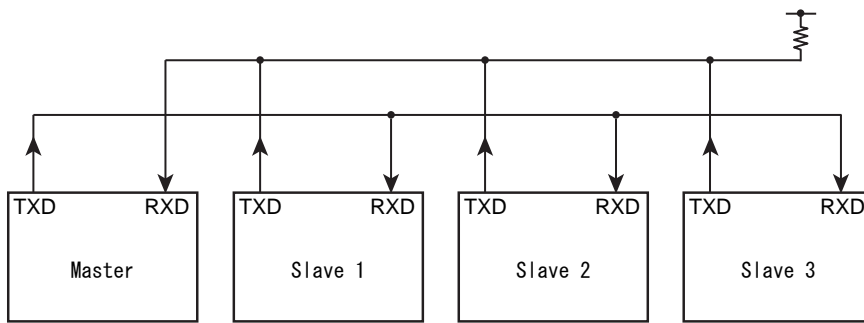 TXD RXD TXD RXD TXD RXD TXD RXD
Master Slave 1 Slave 2 Slave 3